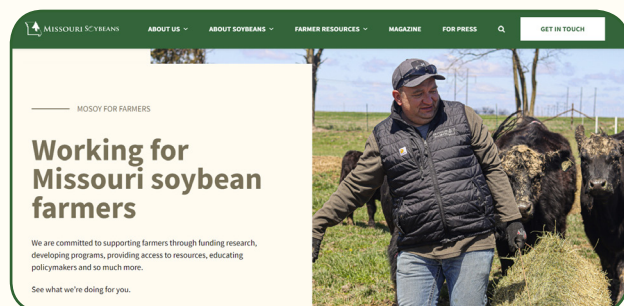 MISSOURI SOYBEANS
ABOUT US
ABOUT SOYBEANS
FARMER RESOURCES
MAGAZINE
FOR PRESS
GET IN TOUCH
MOSOY FOR FARMERS
Working for
Missouri soybean
farmers
We are committed to supporting farmers through funding research,
developing programs, providing access to resources, educating
policymakers and so much more.
See what we're doing for you.